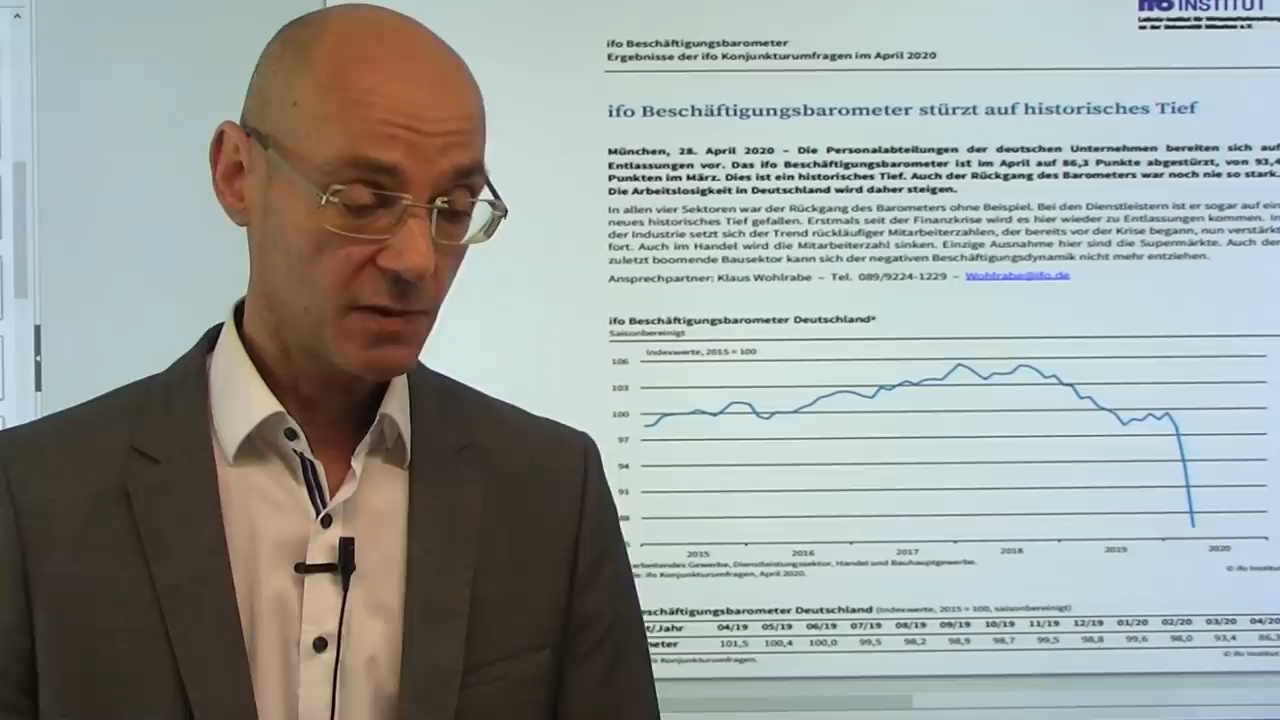 ifo INSTITUT
Leibniz-Institut für Wirtschaftsforschung
an der Universität München e.V.
ifo Beschäftigungsbarometer
Ergebnisse der ifo Konjunkturumfragen im April 2020
ifo Beschäftigungsbarometer stürzt auf historisches Tief
München, 28. April 2020 – Die Personalabteilungen der deutschen Unternehmen bereiten sich auf
Entlassungen vor. Das ifo Beschäftigungsbarometer ist im April auf 86,3 Punkte abgestürzt, von 93,4
Punkten im März. Dies ist ein historisches Tief. Auch der Rückgang des Barometers war noch nie so stark.
Die Arbeitslosigkeit in Deutschland wird daher steigen.
In allen vier Sektoren war der Rückgang des Barometers ohne Beispiel. Bei den Dienstleistern ist er sogar auf ein
neues historisches Tief gefallen. Erstmals seit der Finanzkrise wird es hier wieder zu Entlassungen kommen. In
der Industrie setzt sich der Trend rückläufiger Mitarbeiterzahlen, der bereits vor der Krise begann, nun verstärkt
fort. Auch im Handel wird die Mitarbeiterzahl sinken. Einzige Ausnahme hier sind die Supermärkte. Auch der
zuletzt boomende Bausektor kann sich der negativen Beschäftigungsdynamik nicht mehr entziehen.
Ansprechpartner: Klaus Wohlrabe – Tel. 089/9224-1229 – Wohlrabe@ifo.de
ifo Beschäftigungsbarometer Deutschlandᵃ
Saisonbereinigt
Indexwerte, 2015 = 100
106
103
100
97
94
91
88
2015 2016 2017 2018 2019 2020
arbeitendes Gewerbe, Dienstleistungssektor, Handel und Bauhauptgewerbe.
ifo Konjunkturumfragen, April 2020.
© ifo Institut
schäftigungsbarometer Deutschland (Indexwerte, 2015 = 100, saisonbereinigt)
t/Jahr 04/19 05/19 06/19 07/19 08/19 09/19 10/19 11/19 12/19 01/20 02/20 03/20 04/20
meter 101,5 100,4 100,0 99,5 98,2 98,9 98,7 99,5 98,8 99,6 98,0 93,4 86,3
Konjunkturumfragen.
© ifo Institut